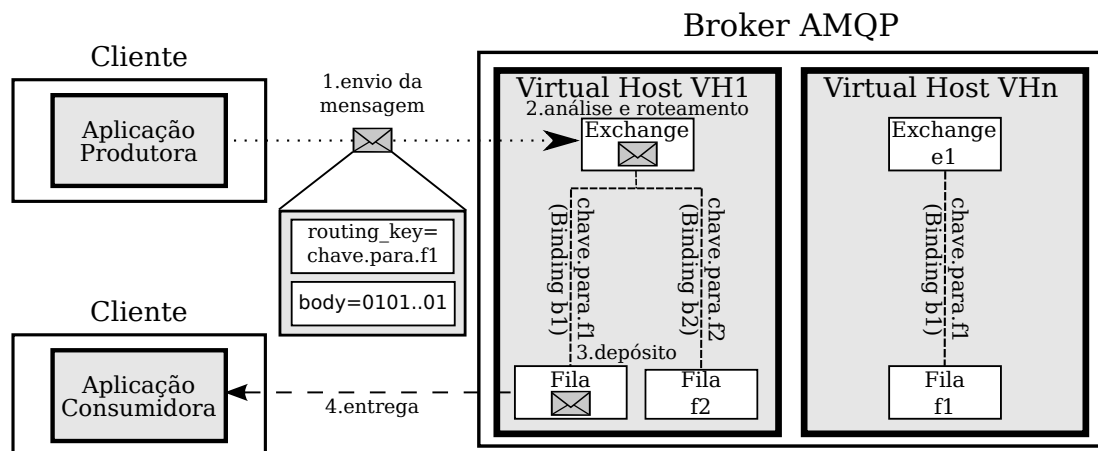 Broker AMQP
Cliente
Aplicação
Produtora
1.envio da
mensagem
routing_key=
chave.para.f1
body=0101..01
Virtual Host VH1
2.análise e roteamento
Exchange
chave.para.f1
(Binding b1)
chave.para.f2
(Binding b2)
3.depósito
Fila
Fila
f2
Virtual Host VHn
Exchange
e1
chave.para.f1
(Binding b1)
Fila
f1
Cliente
Aplicação
Consumidora
4.entrega